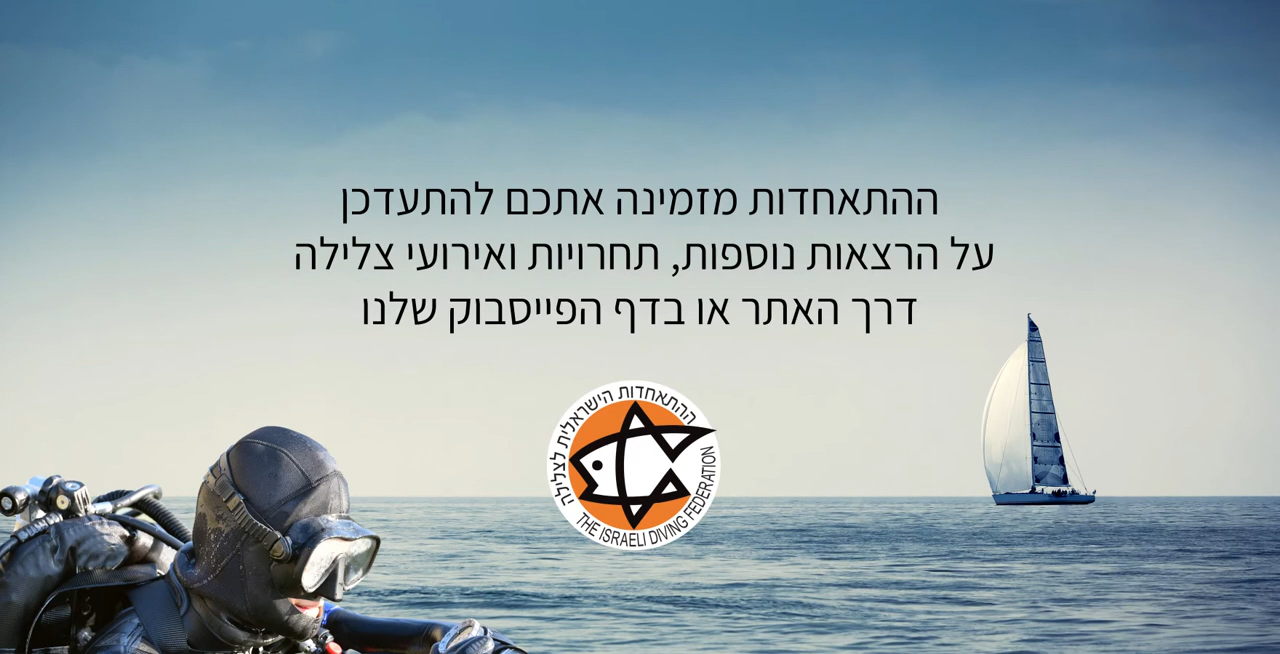 ההתאחדות מזמינה אתכם להתעדכן
על הרצאות נוספות, תחרויות ואירועי צלילה
דרך האתר או בדף הפייסבוק שלנו
ההתאחדות הישראלית לצלילה
THE ISRAELI DIVING FEDERATION